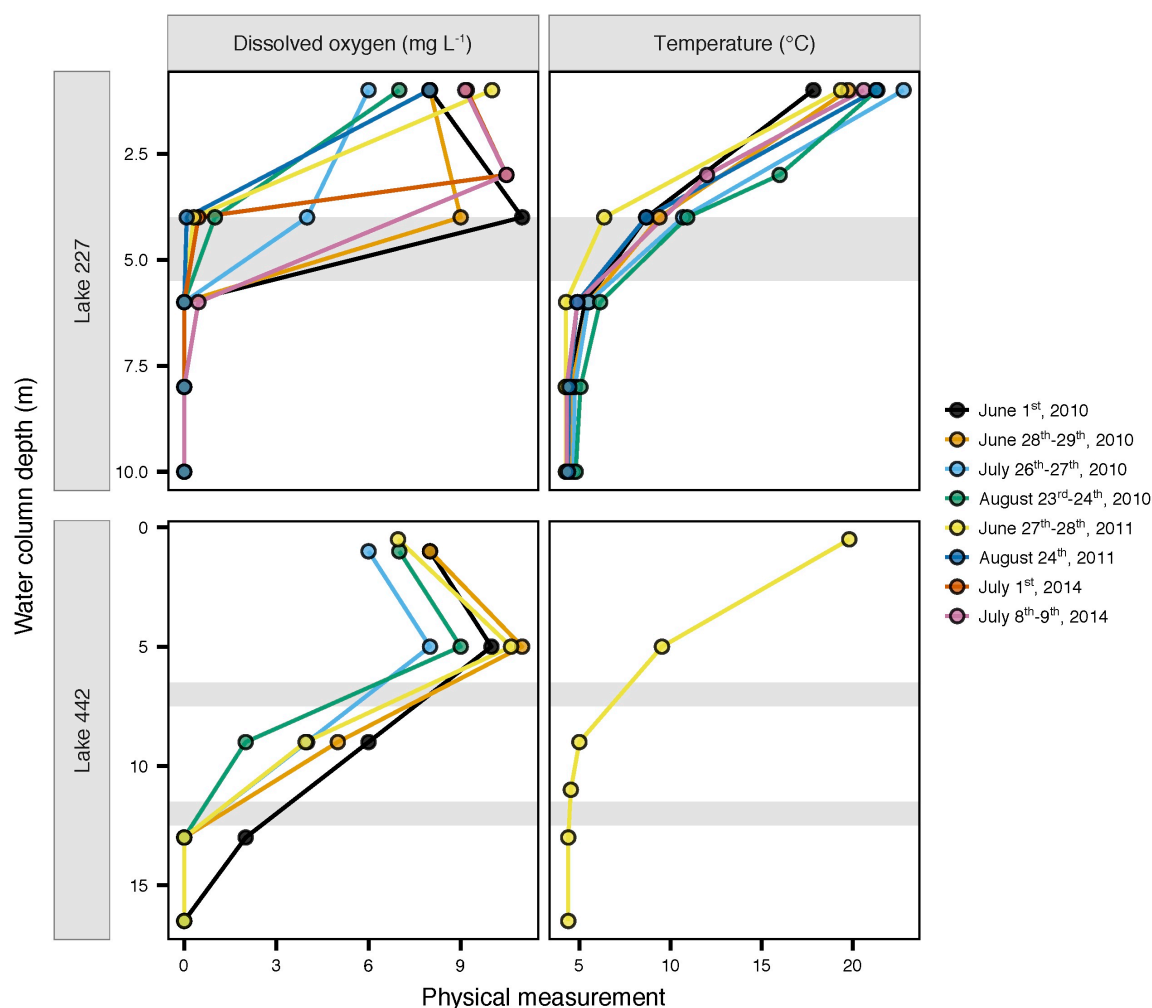 Dissolved oxygen (mg L⁻¹)
Temperature (°C)
Lake 227
2.5
5.0
7.5
10.0
Lake 442
0
5
10
15
Water column depth (m)
0
3
6
9
5
10
15
20
Physical measurement
June 1ˢᵗ, 2010
June 28ᵗʰ-29ᵗʰ, 2010
July 26ᵗʰ-27ᵗʰ, 2010
August 23ʳᵈ-24ᵗʰ, 2010
June 27ᵗʰ-28ᵗʰ, 2011
August 24ᵗʰ, 2011
July 1ˢᵗ, 2014
July 8ᵗʰ-9ᵗʰ, 2014